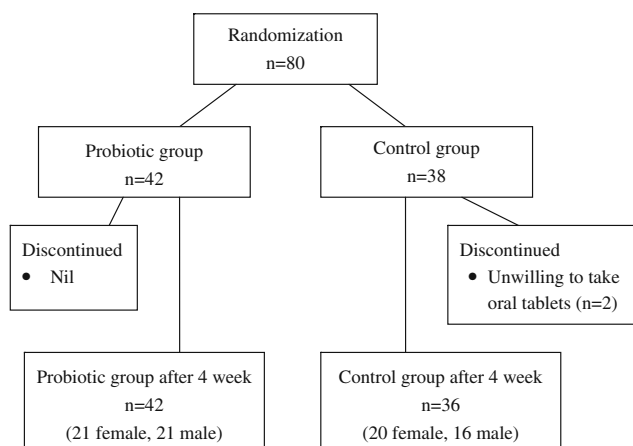 Randomization
n=80
Probiotic group
n=42
Control group
n=38
Discontinued
• Nil
Discontinued
• Unwilling to take
oral tablets (n=2)
Probiotic group after 4 week
n=42
(21 female, 21 male)
Control group after 4 week
n=36
(20 female, 16 male)